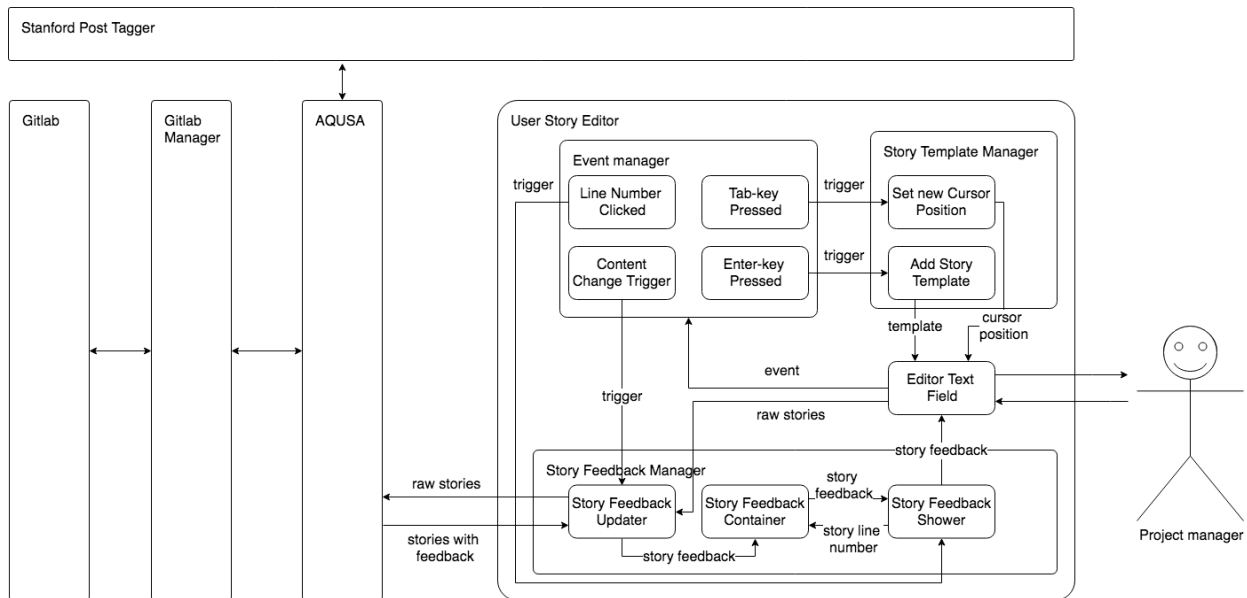 Stanford Post Tagger
Gitlab
Gitlab
Manager
AQUSA
User Story Editor
Event manager
Story Template Manager
trigger
Line Number
Clicked
Tab-key
Pressed
trigger
Set new Cursor
Position
Content
Change Trigger
Enter-key
Pressed
trigger
Add Story
Template
template
cursor
position
event
Editor Text
Field
trigger
raw stories
story feedback
Story Feedback Manager
raw stories
Story Feedback
Updater
Story Feedback
Container
story
feedback
Story Feedback
Shower
stories with
feedback
story line
number
story feedback
Project manager